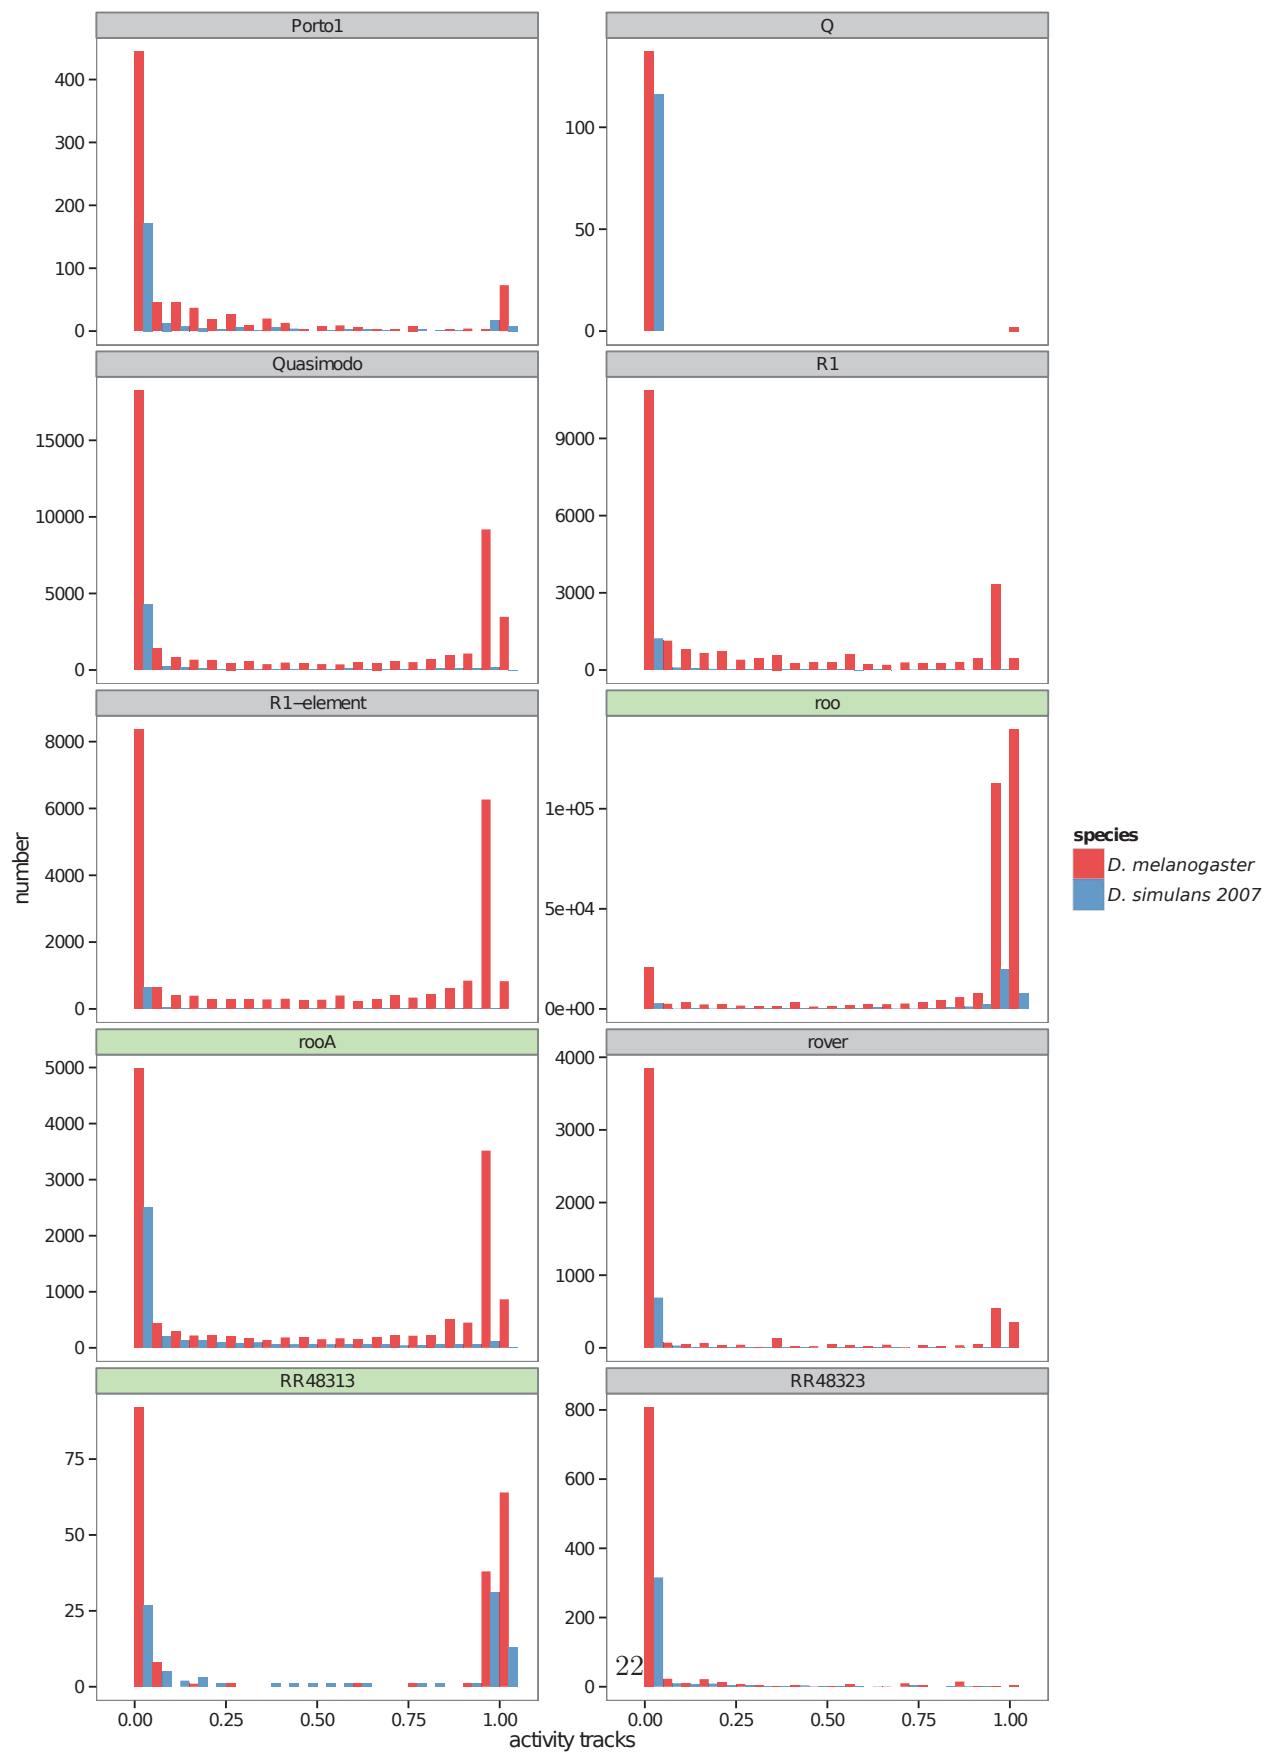 Porto1
Q
400
300
200
100
0
100
50
0
Quasimodo
R1
15000
10000
5000
0
9000
6000
3000
0
R1−element
roo
8000
6000
4000
2000
0
1e+05
5e+04
0e+00
number
species
D. melanogaster
D. simulans 2007
rooA
rover
5000
4000
3000
2000
1000
0
4000
3000
2000
1000
0
RR48313
RR48323
75
50
25
0
800
600
400
200
0
22
0.00 0.25 0.50 0.75 1.00
0.00 0.25 0.50 0.75 1.00
activity tracks